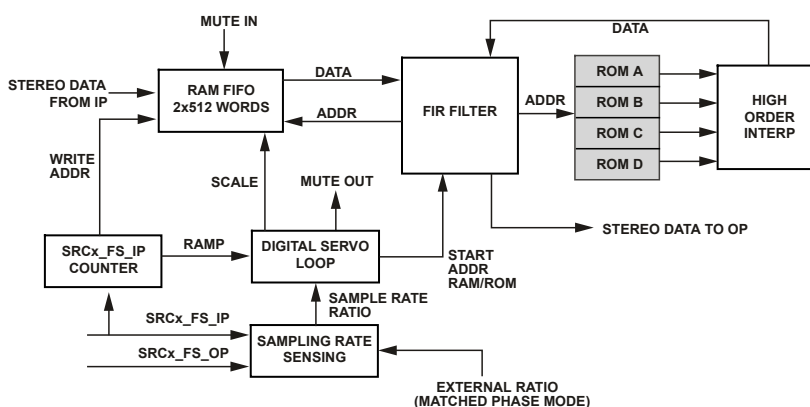 MUTE IN
DATA
STEREO DATA
FROM IP
RAM FIFO
2x512 WORDS
DATA
ADDR
FIR FILTER
ADDR
ROM A
ROM B
ROM C
ROM D
HIGH
ORDER
INTERP
WRITE
ADDR
SCALE
MUTE OUT
STEREO DATA TO OP
SRCx_FS_IP
COUNTER
RAMP
DIGITAL SERVO
LOOP
START
ADDR
RAM/ROM
SAMPLE RATE
RATIO
SRCx_FS_IP
SRCx_FS_OP
SAMPLING RATE
SENSING
EXTERNAL RATIO
(MATCHED PHASE MODE)